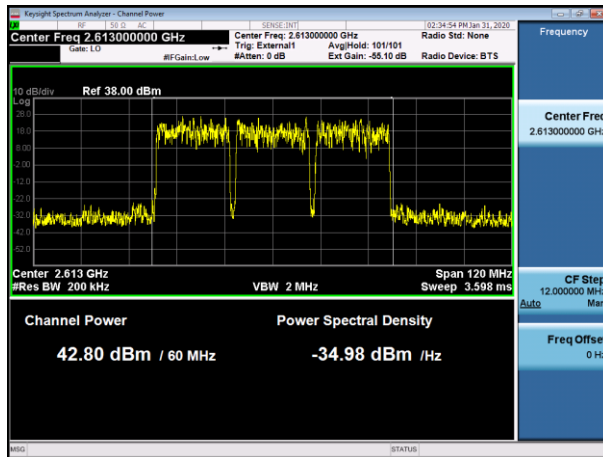 Keysight Spectrum Analyzer - Channel Power
RF 50 Ω AC SENSE:INT 02:34:54 PM Jan 31, 2020
Center Freq 2.613000000 GHz Center Freq: 2.613000000 GHz Radio Std: None
Gate: LO Trig: External1 Avg|Hold: 101/101
#IFGain:Low #Atten: 0 dB Ext Gain: -55.10 dB Radio Device: BTS
Frequency
10 dB/div Ref 38.00 dBm
Log
28.0
18.0
8.00
-2.00
-12.0
-22.0
-32.0
-42.0
-52.0
Center 2.613 GHz Span 120 MHz
#Res BW 200 kHz VBW 2 MHz Sweep 3.598 ms
Channel Power Power Spectral Density
42.80 dBm / 60 MHz -34.98 dBm /Hz
Center Freq
2.613000000 GHz
CF Step
12.000000 MHz
Auto Man
Freq Offset
0 Hz
MSG STATUS